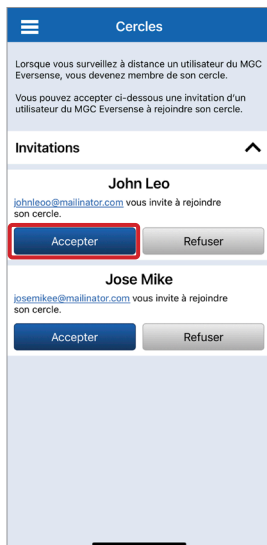 Cercles
Lorsque vous surveillez à distance un utilisateur du MGC
Eversense, vous devenez membre de son cercle.
Vous pouvez accepter ci-dessous une invitation d'un
utilisateur du MGC Eversense à rejoindre son cercle.
Invitations
John Leo
johnleoo@mailinator.com vous invite à rejoindre
son cercle.
Accepter Refuser
Jose Mike
josemikee@mailinator.com vous invite à rejoindre
son cercle.
Accepter Refuser